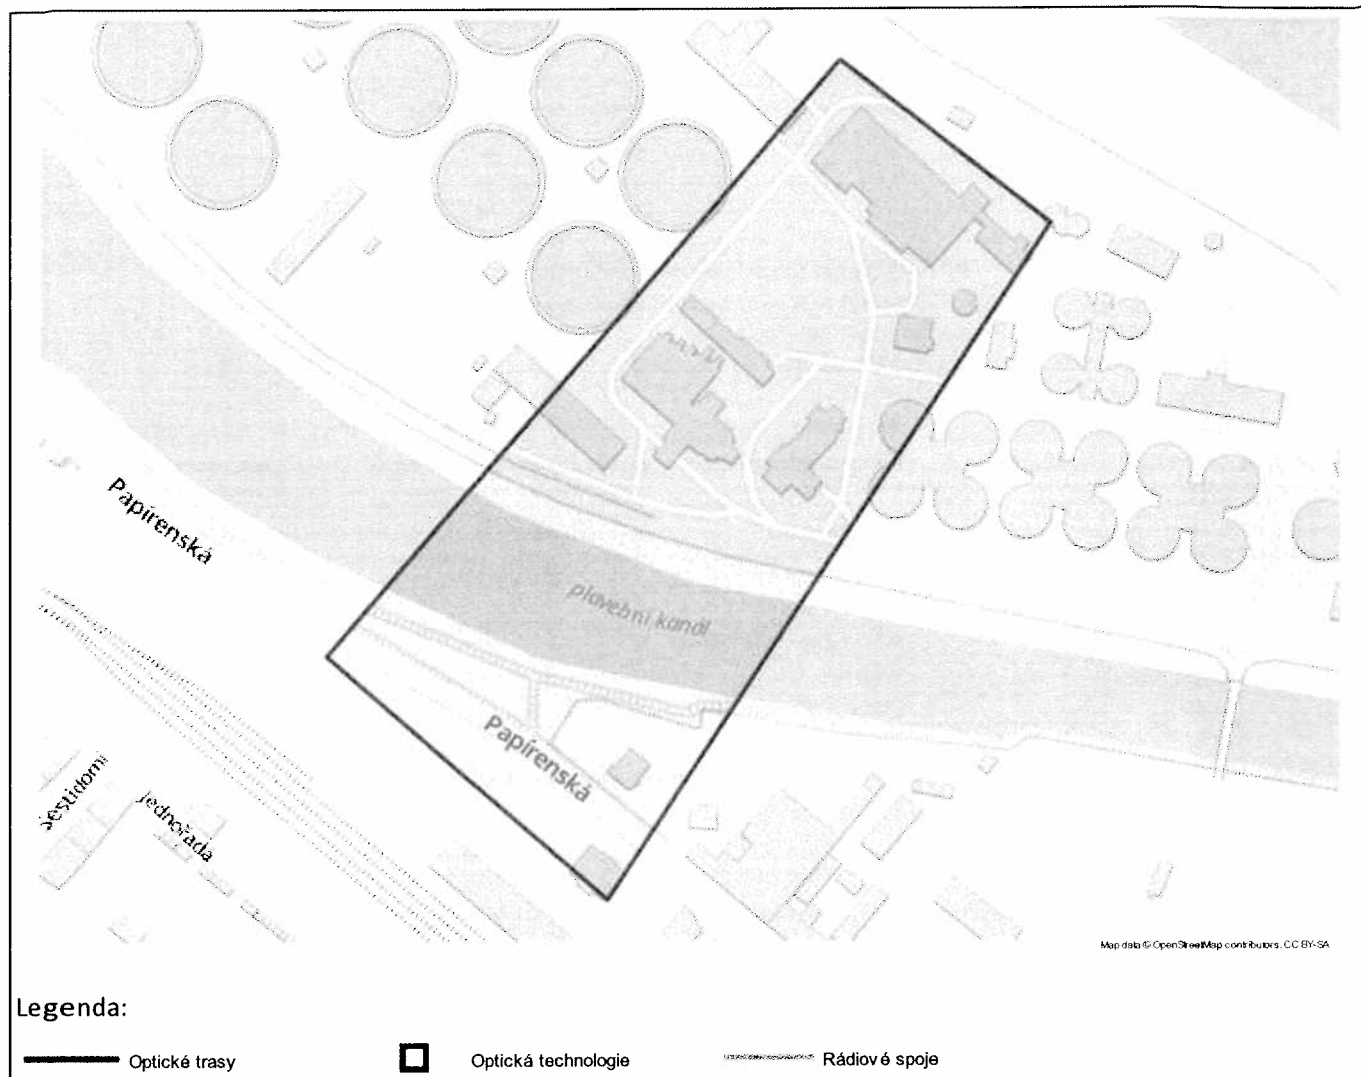 Papírenská
plavební kanál
Papírenská
Šestidomí
Jednořadá
Map data © OpenStreetMap contributors, CC BY-SA
Legenda:
Optické trasy
Optická technologie
Rádiové spoje